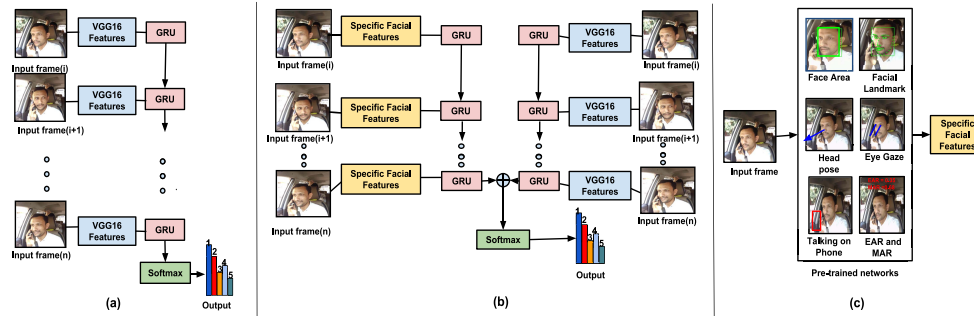 VGG16
Features
GRU
Input frame(i)
VGG16
Features
GRU
Input frame(i+1)
VGG16
Features
GRU
Input frame(n)
Softmax
1
2
3
4
5
Output
(a)
Specific Facial
Features
GRU
GRU
VGG16
Features
Input frame(i)
Input frame(i)
Specific Facial
Features
GRU
GRU
VGG16
Features
Input frame(i+1)
Input frame(i+1)
Specific Facial
Features
GRU
GRU
VGG16
Features
Input frame(n)
Input frame(n)
Softmax
1
2
3
4
5
Output
(b)
Face Area
Facial
Landmark
Input frame
Head
pose
Eye Gaze
Specific
Facial
Features
Talking on
Phone
EAR and
MAR
Pre-trained networks
(c)